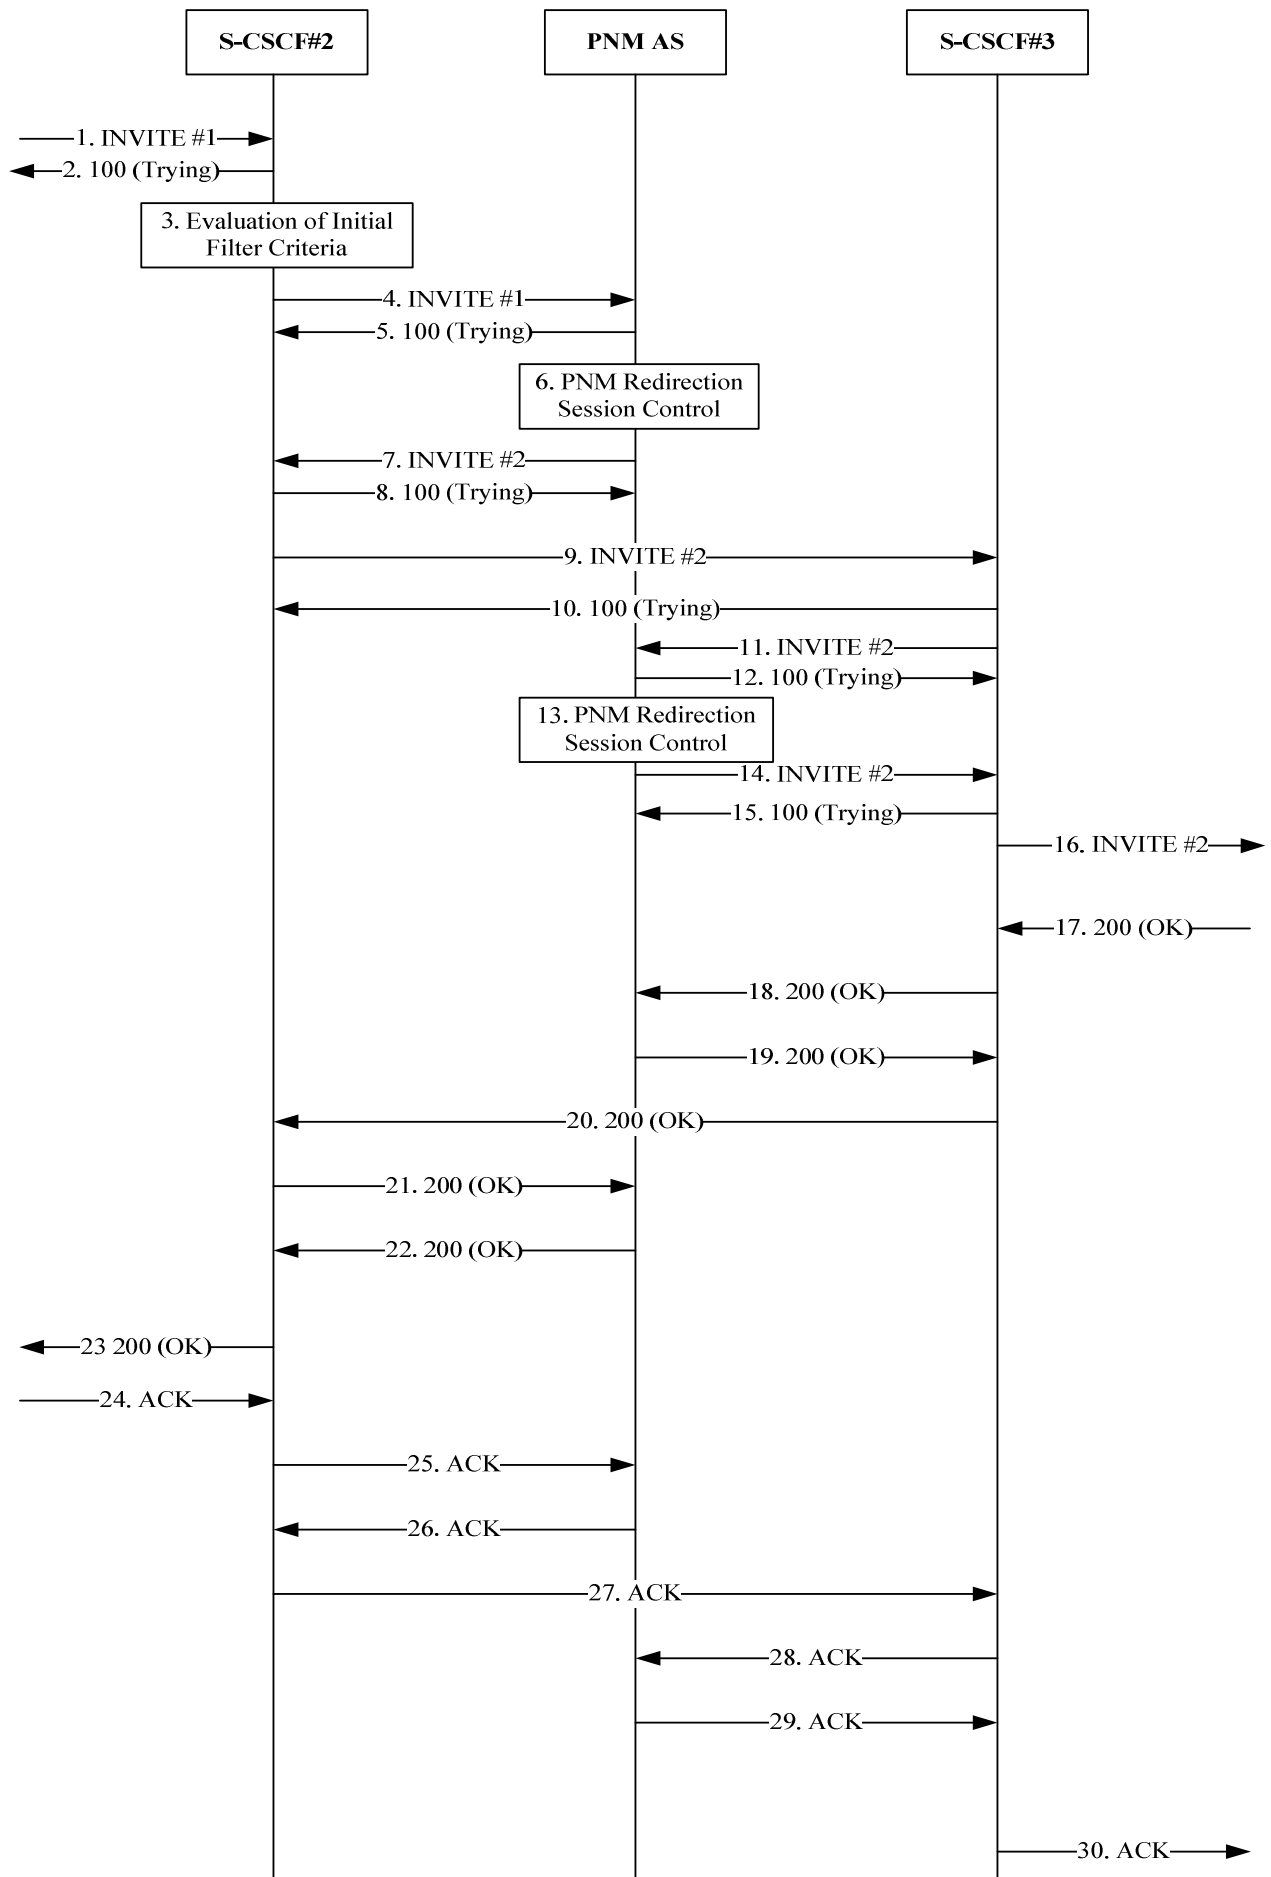 S-CSCF#2
PNM AS
S-CSCF#3
1. INVITE #1
2. 100 (Trying)
3. Evaluation of Initial
Filter Criteria
4. INVITE #1
5. 100 (Trying)
6. PNM Redirection
Session Control
7. INVITE #2
8. 100 (Trying)
9. INVITE #2
10. 100 (Trying)
11. INVITE #2
12. 100 (Trying)
13. PNM Redirection
Session Control
14. INVITE #2
15. 100 (Trying)
16. INVITE #2
17. 200 (OK)
18. 200 (OK)
19. 200 (OK)
20. 200 (OK)
21. 200 (OK)
22. 200 (OK)
23 200 (OK)
24. ACK
25. ACK
26. ACK
27. ACK
28. ACK
29. ACK
30. ACK